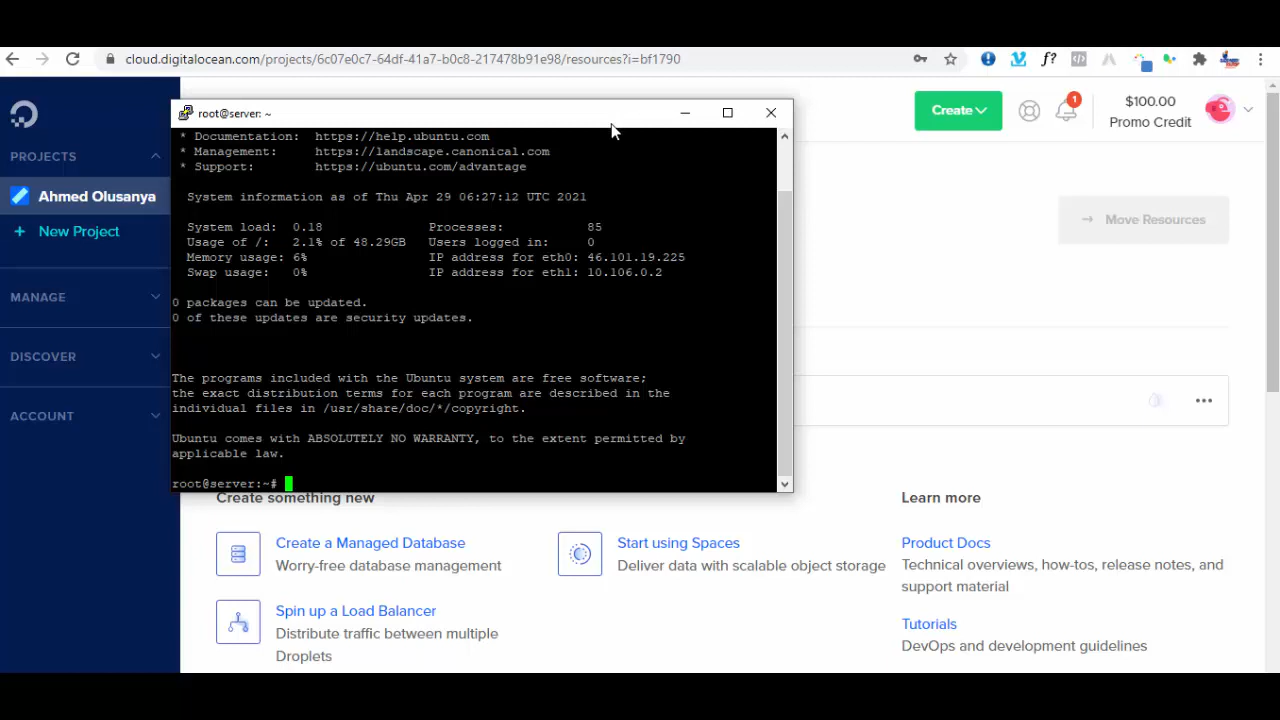 cloud.digitalocean.com/projects/6c07e0c7-64df-41a7-b0c8-217478b91e98/resources?i=bf1790
f?
PROJECTS
Ahmed Olusanya
+ New Project
MANAGE
DISCOVER
ACCOUNT
root@server: ~
* Documentation: https://help.ubuntu.com
* Management: https://landscape.canonical.com
* Support: https://ubuntu.com/advantage
System information as of Thu Apr 29 06:27:12 UTC 2021
System load: 0.18 Processes: 85
Usage of /: 2.1% of 48.29GB Users logged in: 0
Memory usage: 6% IP address for eth0: 46.101.19.225
Swap usage: 0% IP address for eth1: 10.106.0.2
0 packages can be updated.
0 of these updates are security updates.
The programs included with the Ubuntu system are free software;
the exact distribution terms for each program are described in the
individual files in /usr/share/doc/*/copyright.
Ubuntu comes with ABSOLUTELY NO WARRANTY, to the extent permitted by
applicable law.
root@server:~#
Create
1
$100.00
Promo Credit
→ Move Resources
Create something new
Create a Managed Database
Worry-free database management
Spin up a Load Balancer
Distribute traffic between multiple
Droplets
Start using Spaces
Deliver data with scalable object storage
Learn more
Product Docs
Technical overviews, how-tos, release notes, and
support material
Tutorials
DevOps and development guidelines